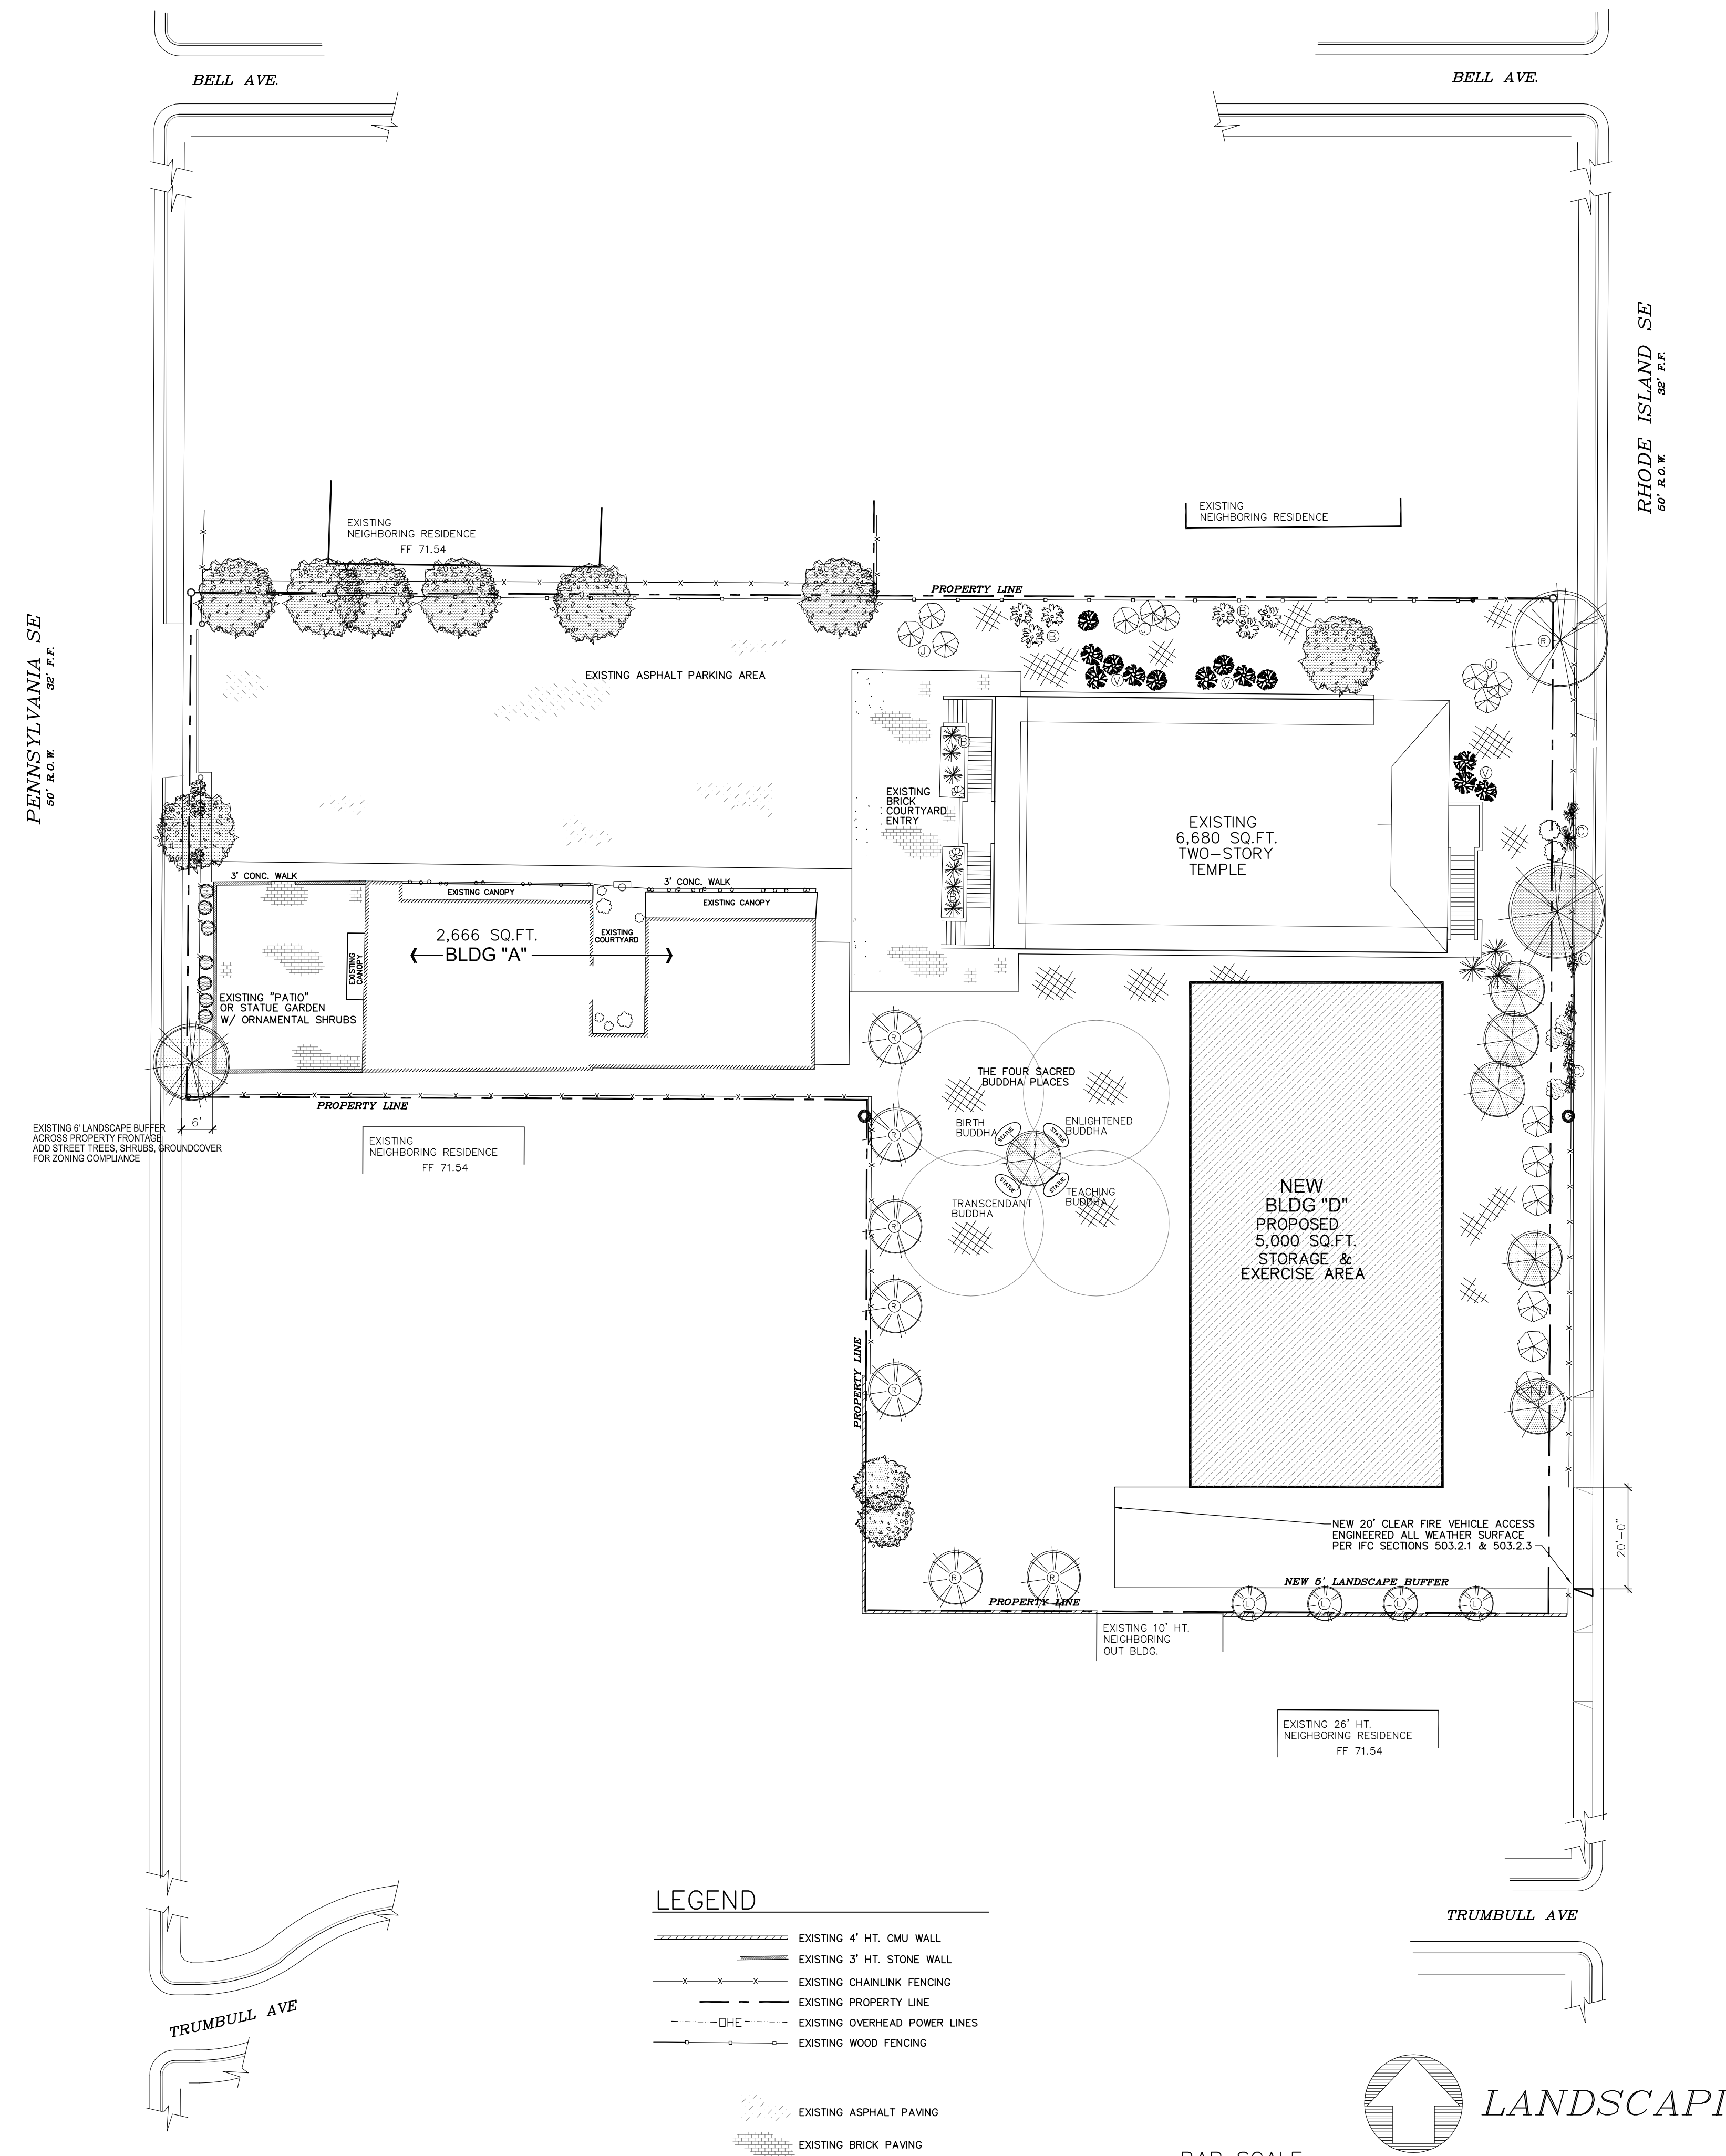 BELL AVE.
BELL AVE.
RHODE ISLAND SE
50' R.O.W. 32' F.F.
PENNSYLVANIA SE
50' R.O.W. 32' F.F.
EXISTING
NEIGHBORING RESIDENCE
FF 71.54
EXISTING
NEIGHBORING RESIDENCE
PROPERTY LINE
B
J
J
B
R
J
V
V
EXISTING ASPHALT PARKING AREA
H
V
EXISTING
BRICK
COURTYARD
ENTRY
EXISTING
6,680 SQ.FT.
TWO-STORY
TEMPLE
C
3' CONC. WALK
3' CONC. WALK
EXISTING CANOPY
EXISTING CANOPY
2,666 SQ.FT.
BLDG "A"
EXISTING
COURTYARD
EXISTING
CANOPY
EXISTING "PATIO"
OR STATUE GARDEN
W/ ORNAMENTAL SHRUBS
C
C
PROPERTY LINE
6'
EXISTING 6' LANDSCAPE BUFFER
ACROSS PROPERTY FRONTAGE
ADD STREET TREES, SHRUBS, GROUNDCOVER
FOR ZONING COMPLIANCE
EXISTING
NEIGHBORING RESIDENCE
FF 71.54
R
R
R
R
R
THE FOUR SACRED
BUDDHA PLACES
BIRTH
BUDDHA
ENLIGHTENED
BUDDHA
STATUE
STATUE
STATUE
STATUE
TRANSCENDANT
BUDDHA
TEACHING
BUDDHA
NEW
BLDG "D"
PROPOSED
5,000 SQ.FT.
STORAGE &
EXERCISE AREA
PROPERTY LINE
NEW 20' CLEAR FIRE VEHICLE ACCESS
ENGINEERED ALL WEATHER SURFACE
PER IFC SECTIONS 503.2.1 & 503.2.3
20'-0"
NEW 5' LANDSCAPE BUFFER
R
R
L
L
L
L
PROPERTY LINE
EXISTING 10' HT.
NEIGHBORING
OUT BLDG.
EXISTING 26' HT.
NEIGHBORING RESIDENCE
FF 71.54
TRUMBULL AVE
TRUMBULL AVE
LEGEND
EXISTING 4' HT. CMU WALL
EXISTING 3' HT. STONE WALL
X X X EXISTING CHAINLINK FENCING
EXISTING PROPERTY LINE
OHE EXISTING OVERHEAD POWER LINES
EXISTING WOOD FENCING
EXISTING ASPHALT PAVING
EXISTING BRICK PAVING
LANDSCAPI
BAR SCALE